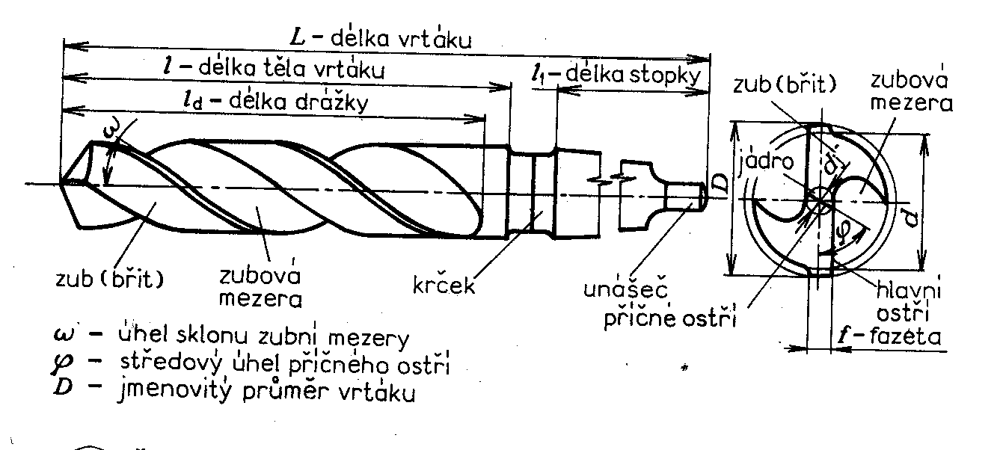 L – délka vrtáku
l – délka těla vrtáku
l₁ – délka stopky
l_d – délka drážky
ω
zub (břit)
zubová
mezera
jádro
d₁
D
d
φ
zub (břit)
zubová
mezera
krček
unášeč
příčné ostří
hlavní
ostří
f – fazeta
ω – úhel sklonu zubní mezery
φ – středový úhel příčného ostří
D – jmenovitý průměr vrtáku